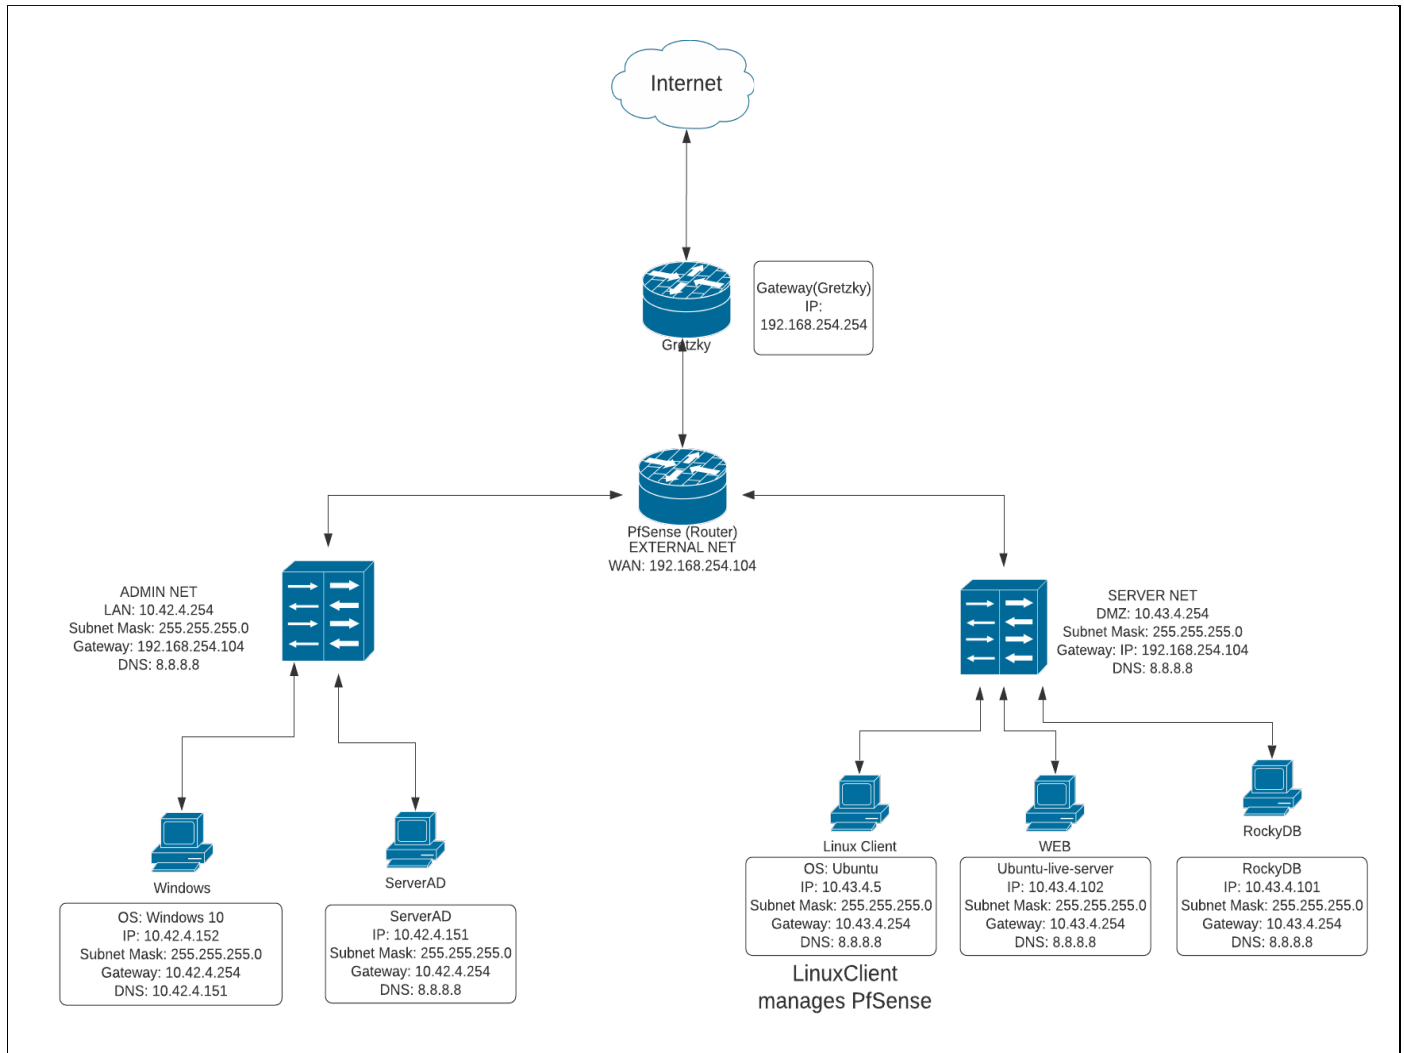 Internet
Gateway(Gretzky)
IP:
192.168.254.254
Gretzky
PfSense (Router)
EXTERNAL NET
WAN: 192.168.254.104
ADMIN NET
LAN: 10.42.4.254
Subnet Mask: 255.255.255.0
Gateway: 192.168.254.104
DNS: 8.8.8.8
SERVER NET
DMZ: 10.43.4.254
Subnet Mask: 255.255.255.0
Gateway: IP: 192.168.254.104
DNS: 8.8.8.8
Windows
OS: Windows 10
IP: 10.42.4.152
Subnet Mask: 255.255.255.0
Gateway: 10.42.4.254
DNS: 10.42.4.151
ServerAD
ServerAD
IP: 10.42.4.151
Subnet Mask: 255.255.255.0
Gateway: 10.42.4.254
DNS: 8.8.8.8
Linux Client
OS: Ubuntu
IP: 10.43.4.5
Subnet Mask: 255.255.255.0
Gateway: 10.43.4.254
DNS: 8.8.8.8
LinuxClient
manages PfSense
WEB
Ubuntu-live-server
IP: 10.43.4.102
Subnet Mask: 255.255.255.0
Gateway: 10.43.4.254
DNS: 8.8.8.8
RockyDB
RockyDB
IP: 10.43.4.101
Subnet Mask: 255.255.255.0
Gateway: 10.43.4.254
DNS: 8.8.8.8